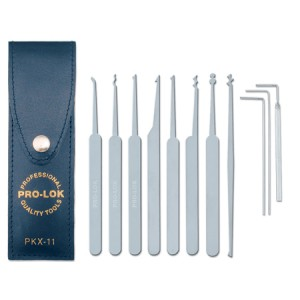 PROFESSIONAL
PRO-LOK
QUALITY TOOLS
PKX-11